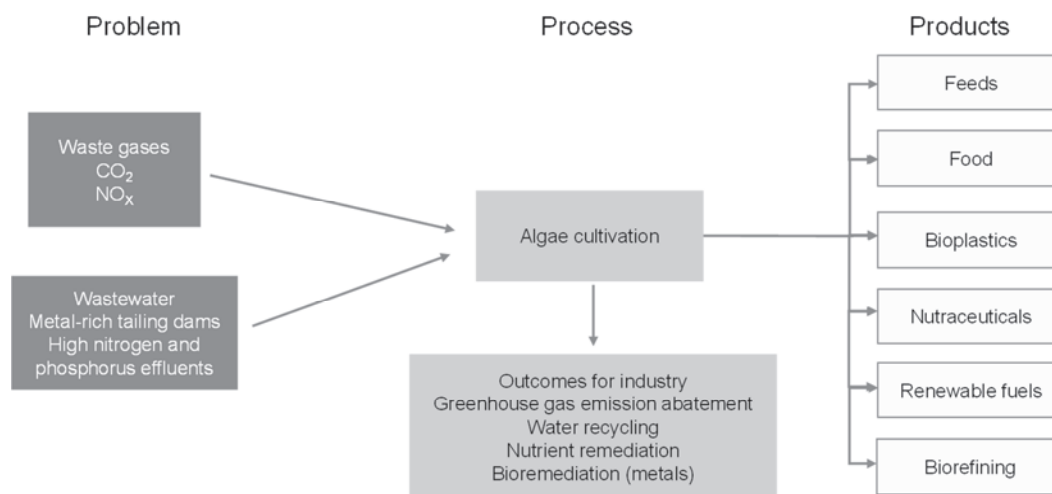 Problem
Process
Products
Waste gases
CO₂
NOₓ
Wastewater
Metal-rich tailing dams
High nitrogen and
phosphorus effluents
Algae cultivation
Outcomes for industry
Greenhouse gas emission abatement
Water recycling
Nutrient remediation
Bioremediation (metals)
Feeds
Food
Bioplastics
Nutraceuticals
Renewable fuels
Biorefining